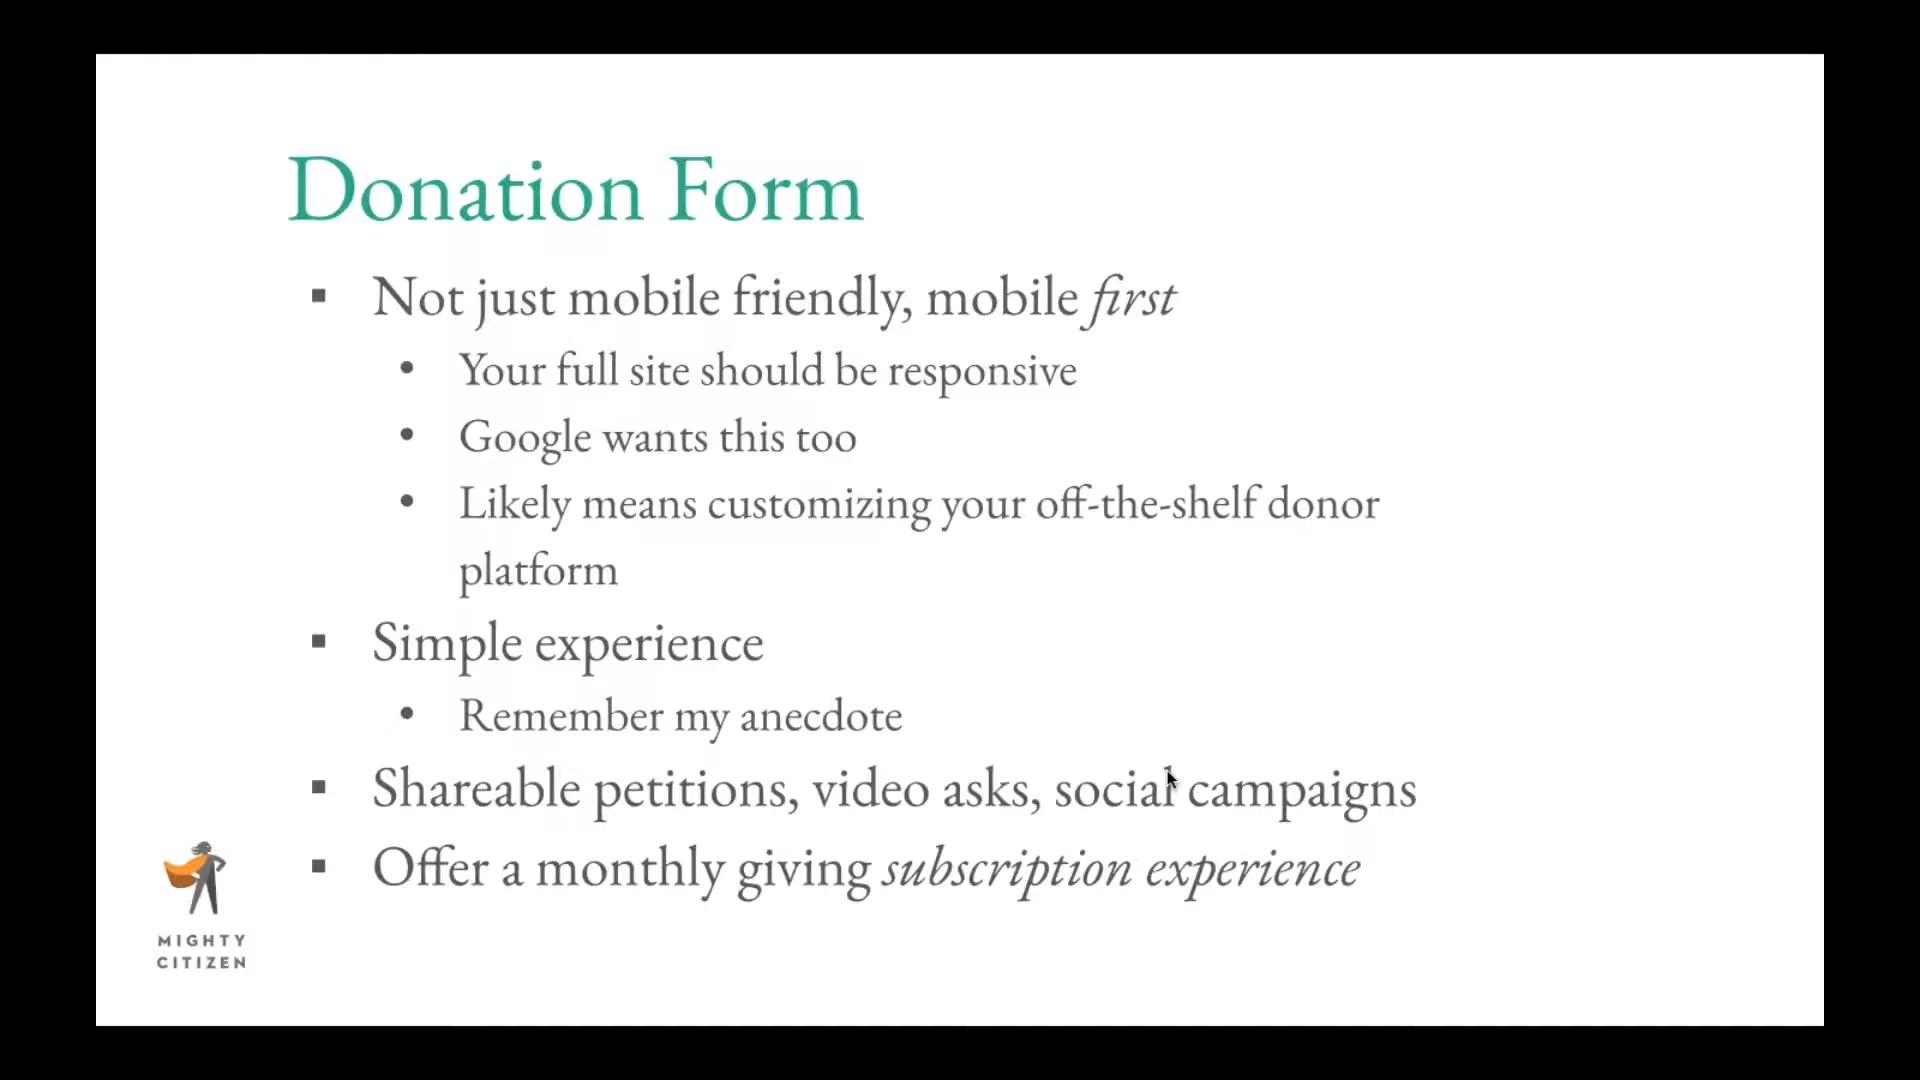 Donation Form
▪ Not just mobile friendly, mobile first
• Your full site should be responsive
• Google wants this too
• Likely means customizing your off-the-shelf donor
platform
▪ Simple experience
• Remember my anecdote
▪ Shareable petitions, video asks, social campaigns
▪ Offer a monthly giving subscription experience
MIGHTY
CITIZEN